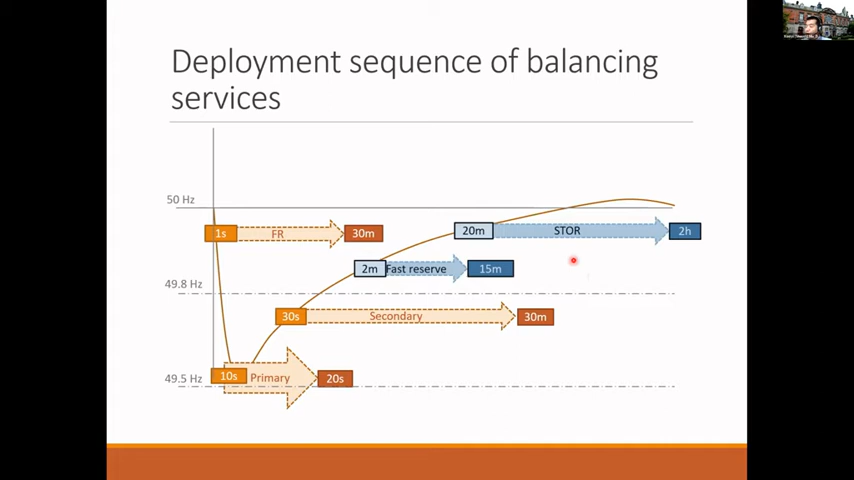 Deployment sequence of balancing
services
50 Hz
1s
FR
30m
20m
STOR
2h
2m
Fast reserve
15m
49.8 Hz
30s
Secondary
30m
49.5 Hz
10s
Primary
20s